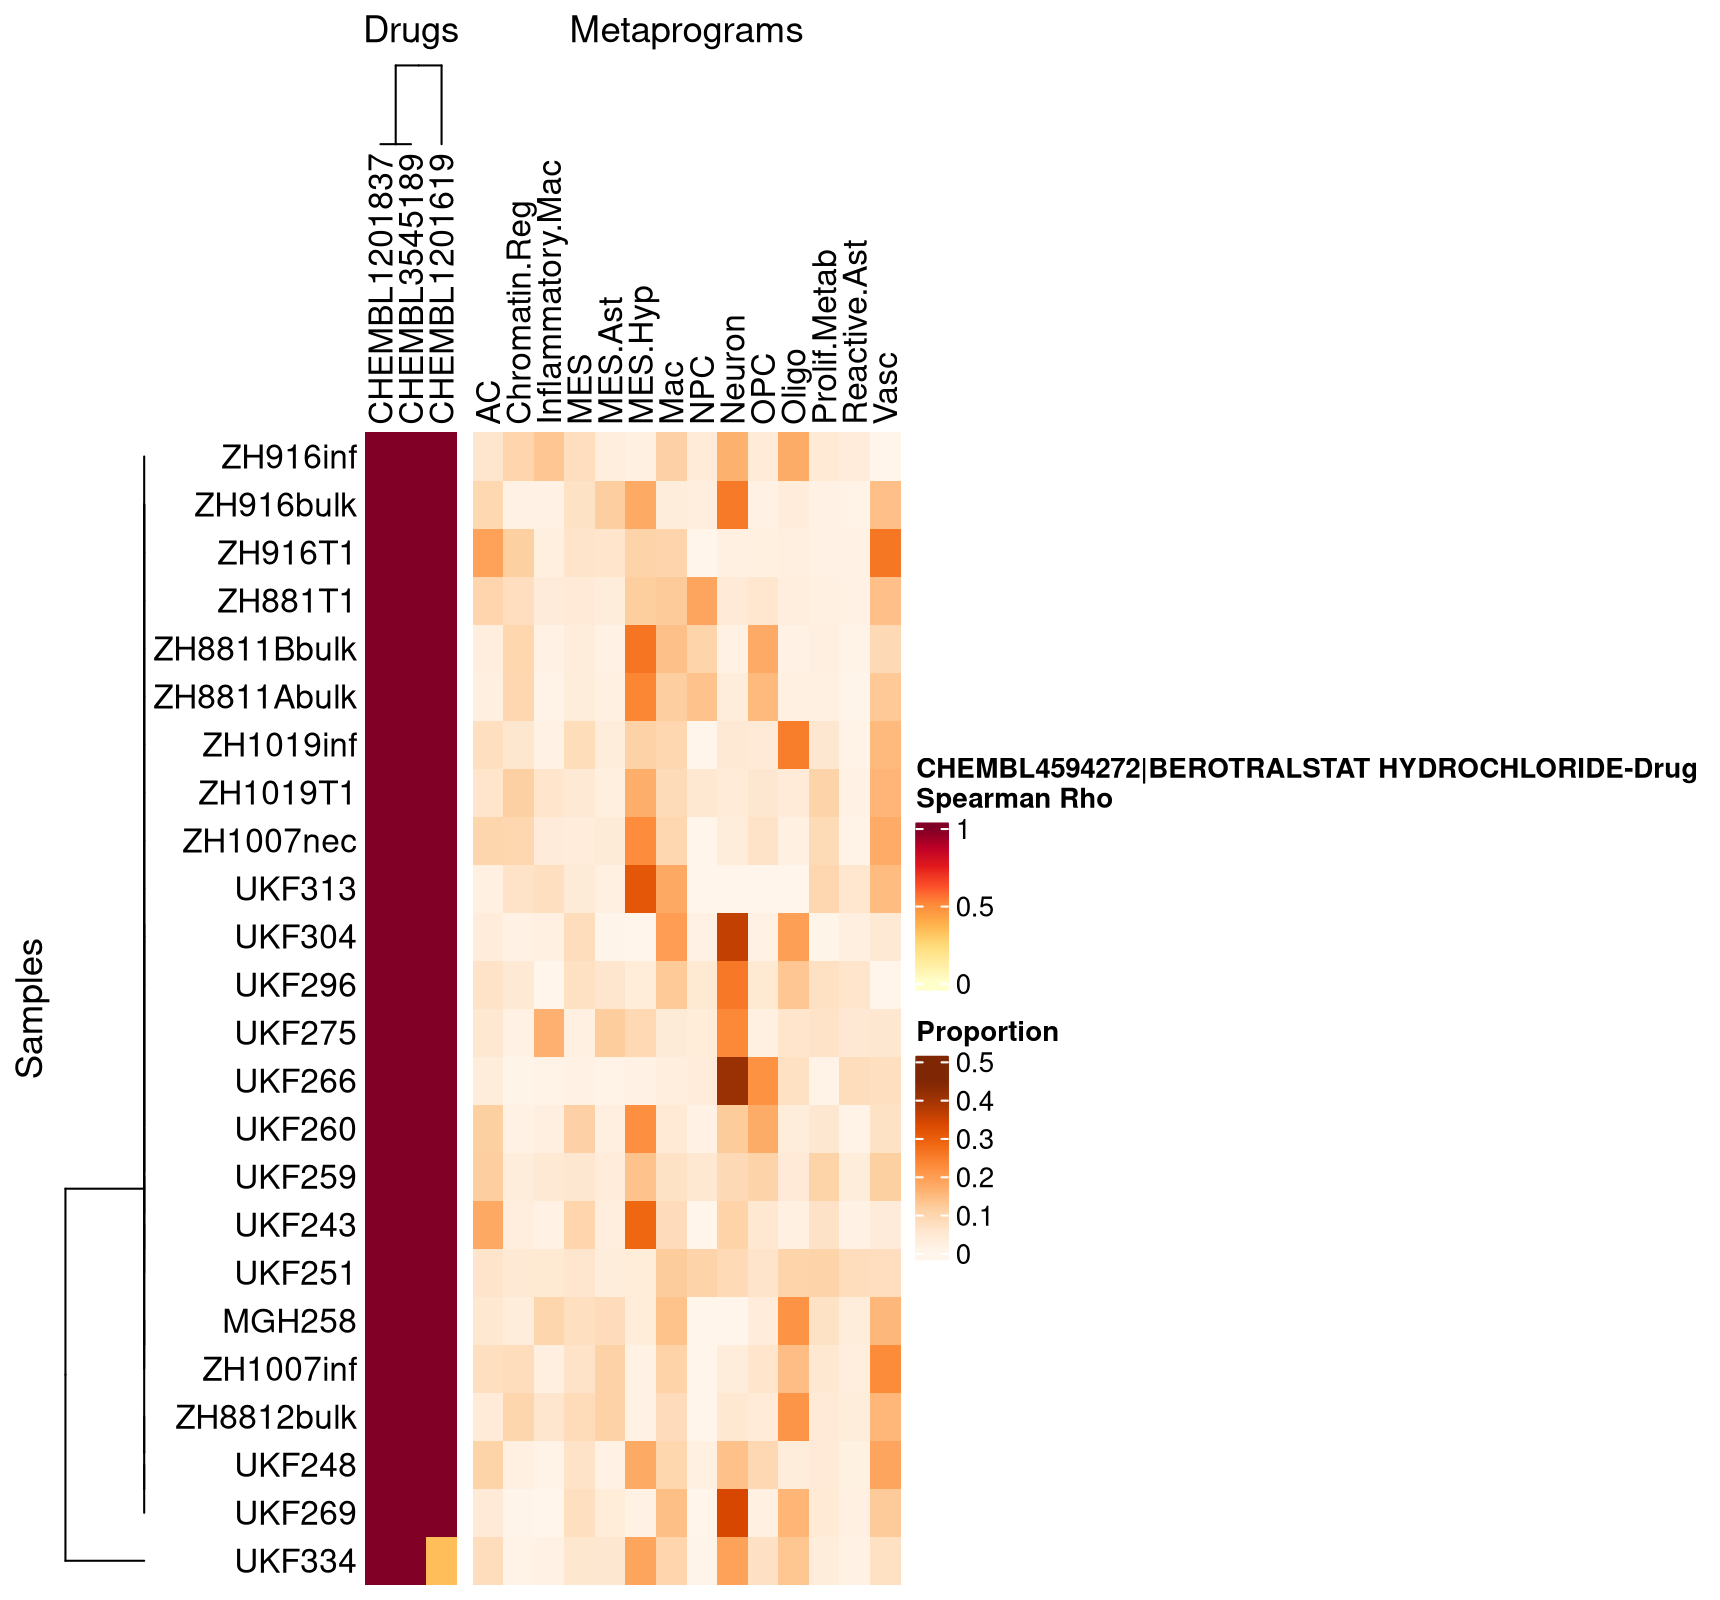 Drugs
Metaprograms
CHEMBL1201837
CHEMBL3545189
CHEMBL1201619
AC
Chromatin.Reg
Inflammatory.Mac
MES
MES.Ast
MES.Hyp
Mac
NPC
Neuron
OPC
Oligo
Prolif.Metab
Reactive.Ast
Vasc
Samples
ZH916inf
ZH916bulk
ZH916T1
ZH881T1
ZH8811Bbulk
ZH8811Abulk
ZH1019inf
ZH1019T1
ZH1007nec
UKF313
UKF304
UKF296
UKF275
UKF266
UKF260
UKF259
UKF243
UKF251
MGH258
ZH1007inf
ZH8812bulk
UKF248
UKF269
UKF334
CHEMBL4594272|BEROTRALSTAT HYDROCHLORIDE-Drug
Spearman Rho
1
0.5
0
Proportion
0.5
0.4
0.3
0.2
0.1
0